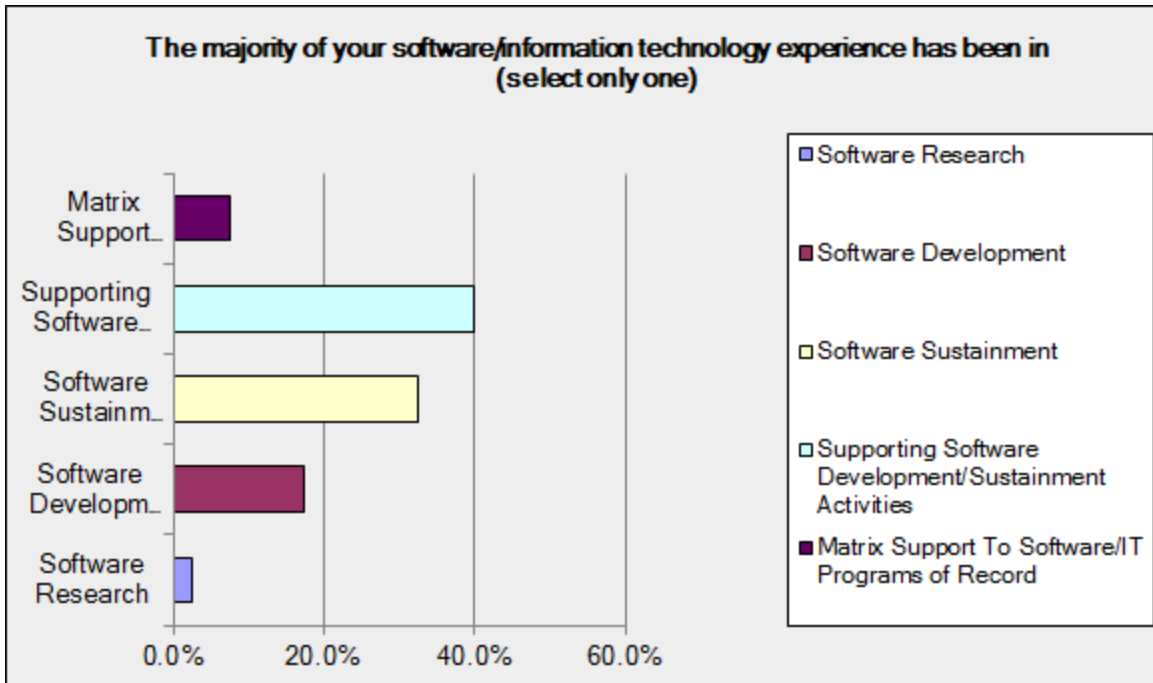 The majority of your software/information technology experience has been in
(select only one)
Matrix
Support...
Supporting
Software...
Software
Sustainm...
Software
Developm...
Software
Research
0.0%
20.0%
40.0%
60.0%
Software Research
Software Development
Software Sustainment
Supporting Software
Development/Sustainment
Activities
Matrix Support To Software/IT
Programs of Record